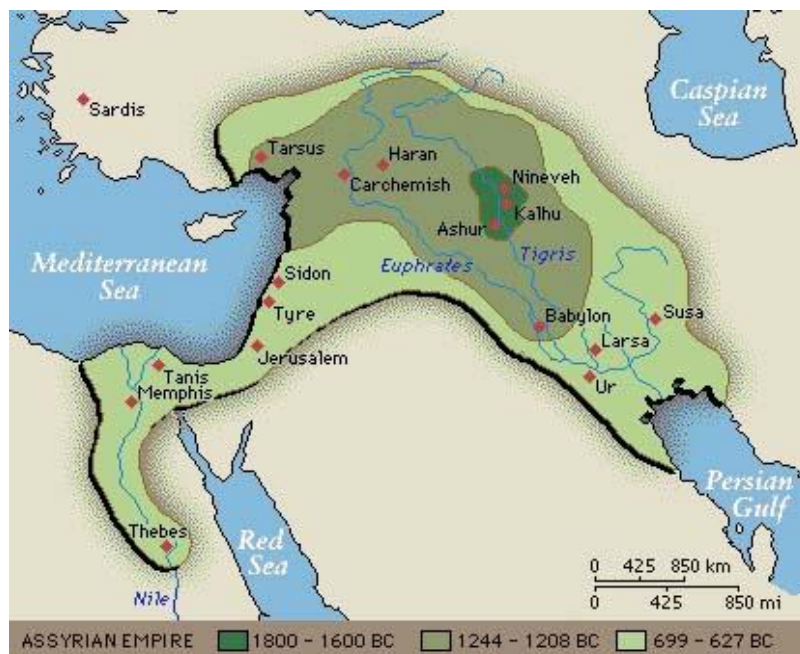 Caspian
Sea
Sardis
Tarsus
Haran
Carchemish
Nineveh
Kalhu
Ashur
Mediterranean
Sea
Euphrates
Tigris
Sidon
Tyre
Babylon
Susa
Larsa
Jerusalem
Ur
Tanis
Memphis
Persian
Gulf
Thebes
Red
Sea
Nile
0 425 850 km
0 425 850 mi
ASSYRIAN EMPIRE 1800 - 1600 BC 1244 - 1208 BC 699 - 627 BC